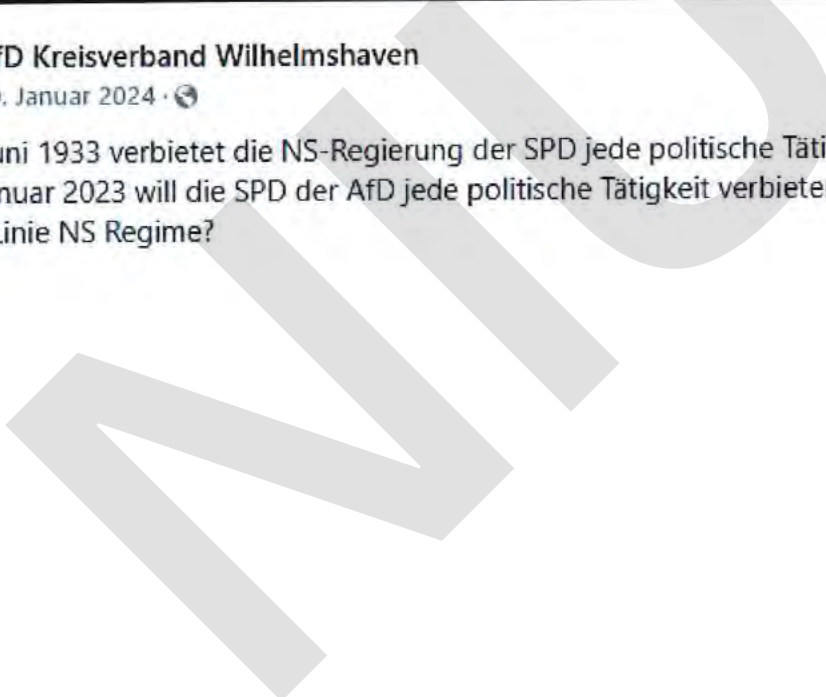 fD Kreisverband Wilhelmshaven
. Januar 2024 ·
uni 1933 verbietet die NS-Regierung der SPD jede politische Täti
nuar 2023 will die SPD der AfD jede politische Tätigkeit verbieten
Linie NS Regime?
NIU